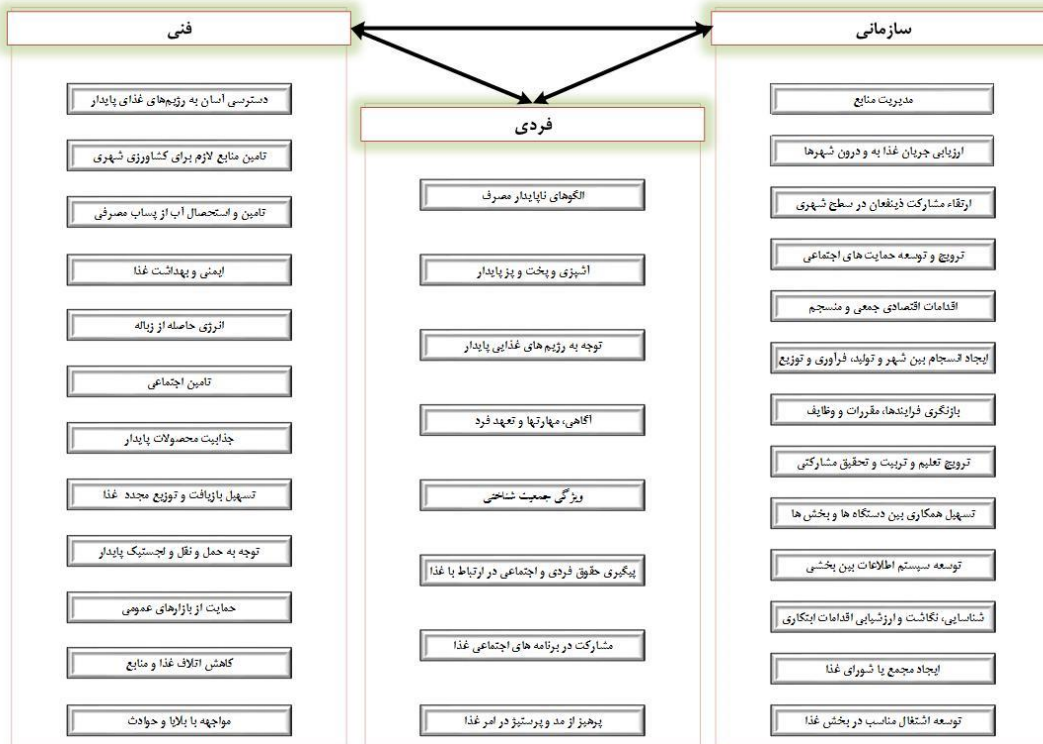 سازمانی
مدیریت منابع
ارزیابی جریان غذا به و درون شهرها
ارتقاء مشارکت ذینفعان در سطح شهری
ترویج و توسعه حمایت های اجتماعی
اقدامات اقتصادی جمعی و منسجم
ایجاد انسجام بین شهر و تولید، فرآوری و توزیع
بازنگری فرایندها، مقررات و وظایف
ترویج تعلیم و تربیت و تحقیق مشارکتی
تسهیل همکاری بین دستگاه ها و بخش ها
توسعه سیستم اطلاعات بین بخشی
شناسایی، نگاشت و ارزشیابی اقدامات ابتکاری
ایجاد مجمع یا شورای غذا
توسعه اشتغال مناسب در بخش غذا
فردی
الگوهای ناپایدار مصرف
آشپزی و پخت و پز پایدار
توجه به رژیم های غذایی پایدار
آگاهی، مهارتها و تعهد فرد
ویژگی جمعیت شناختی
پیگیری حقوق فردی و اجتماعی در ارتباط با غذا
مشارکت در برنامه های اجتماعی غذا
پرهیز از مد و پرستیژ در امر غذا
فنی
دسترسی آسان به رژیم‌های غذای پایدار
تامین منابع لازم برای کشاورزی شهری
تامین و استحصال آب از پساب مصرفی
ایمنی و بهداشت غذا
انرژی حاصله از زباله
تامین اجتماعی
جذابیت محصولات پایدار
تسهیل بازیافت و توزیع مجدد غذا
توجه به حمل و نقل و لجستیک پایدار
حمایت از بازارهای عمومی
کاهش اتلاف غذا و منابع
مواجهه با بلایا و حوادث